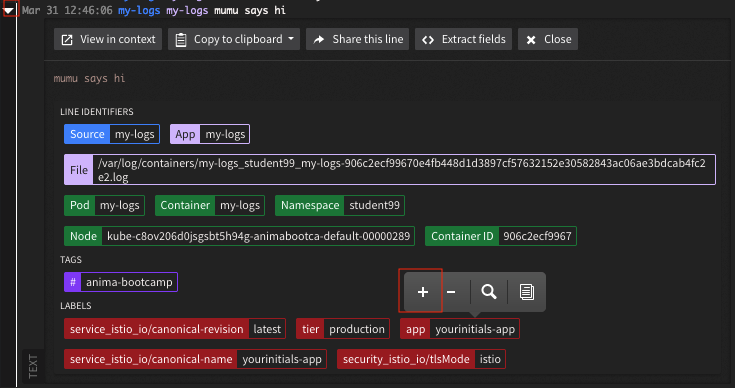 Mar 31 12:46:06 my-logs my-logs mumu says hi
View in context Copy to clipboard Share this line Extract fields Close
mumu says hi
LINE IDENTIFIERS
Source my-logs App my-logs
File /var/log/containers/my-logs_student99_my-logs-906c2ecf99670e4fb448d1d3897cf57632152e30582843ac06ae3bdcab4fc2
e2.log
Pod my-logs Container my-logs Namespace student99
Node kube-c8ov206d0jsgsbt5h94g-animabootca-default-00000289 Container ID 906c2ecf9967
TAGS
# anima-bootcamp
LABELS
service_istio_io/canonical-revision latest tier production app yourinitials-app
service_istio_io/canonical-name yourinitials-app security_istio_io/tlsMode istio
TEXT